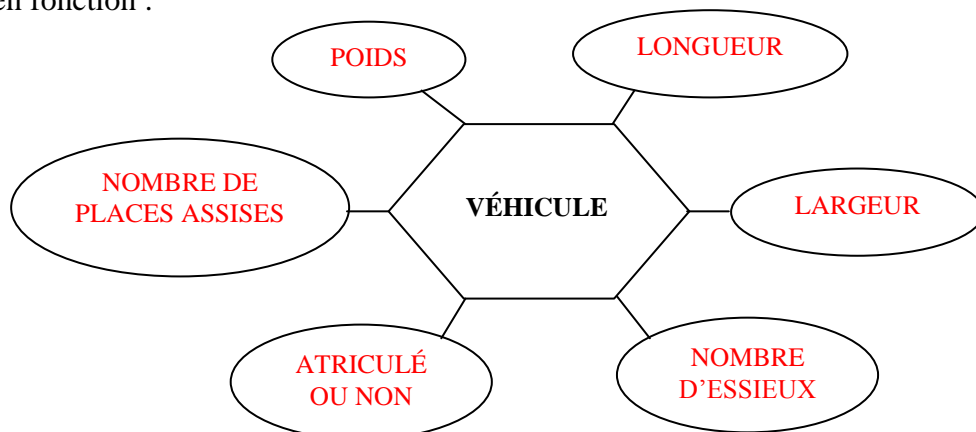 en fonction :
POIDS
LONGUEUR
NOMBRE DE
PLACES ASSISES
VÉHICULE
LARGEUR
ATRICULÉ
OU NON
NOMBRE
D’ESSIEUX